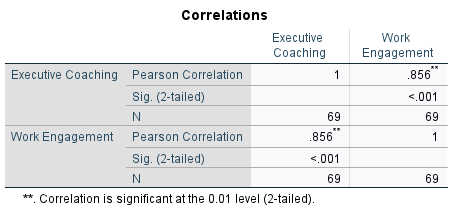 Correlations
Executive Coaching Work Engagement
Executive Coaching Pearson Correlation 1 .856**
Sig. (2-tailed) <.001
N 69 69
Work Engagement Pearson Correlation .856** 1
Sig. (2-tailed) <.001
N 69 69
**. Correlation is significant at the 0.01 level (2-tailed).